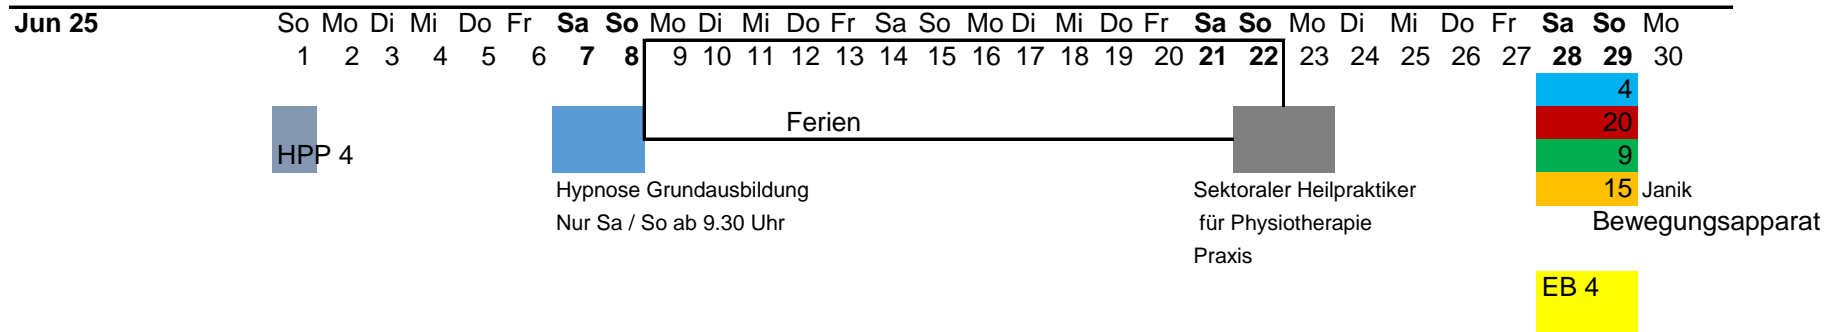 Jun 25 So Mo Di Mi Do Fr Sa So Mo Di Mi Do Fr Sa So Mo Di Mi Do Fr Sa So Mo Di Mi Do Fr Sa So Mo
1 2 3 4 5 6 7 8 9 10 11 12 13 14 15 16 17 18 19 20 21 22 23 24 25 26 27 28 29 30
4
Ferien 20
HPP 4 9
Hypnose Grundausbildung Sektoraler Heilpraktiker 15 Janik
Nur Sa / So ab 9.30 Uhr für Physiotherapie Bewegungsapparat
Praxis
EB 4